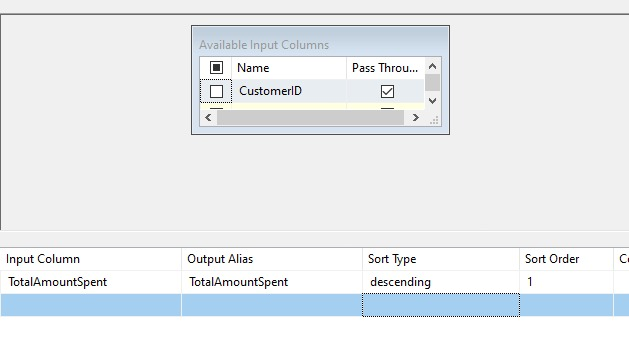 Available Input Columns
Name Pass Throu...
CustomerID
Input Column Output Alias Sort Type Sort Order
TotalAmountSpent TotalAmountSpent descending 1